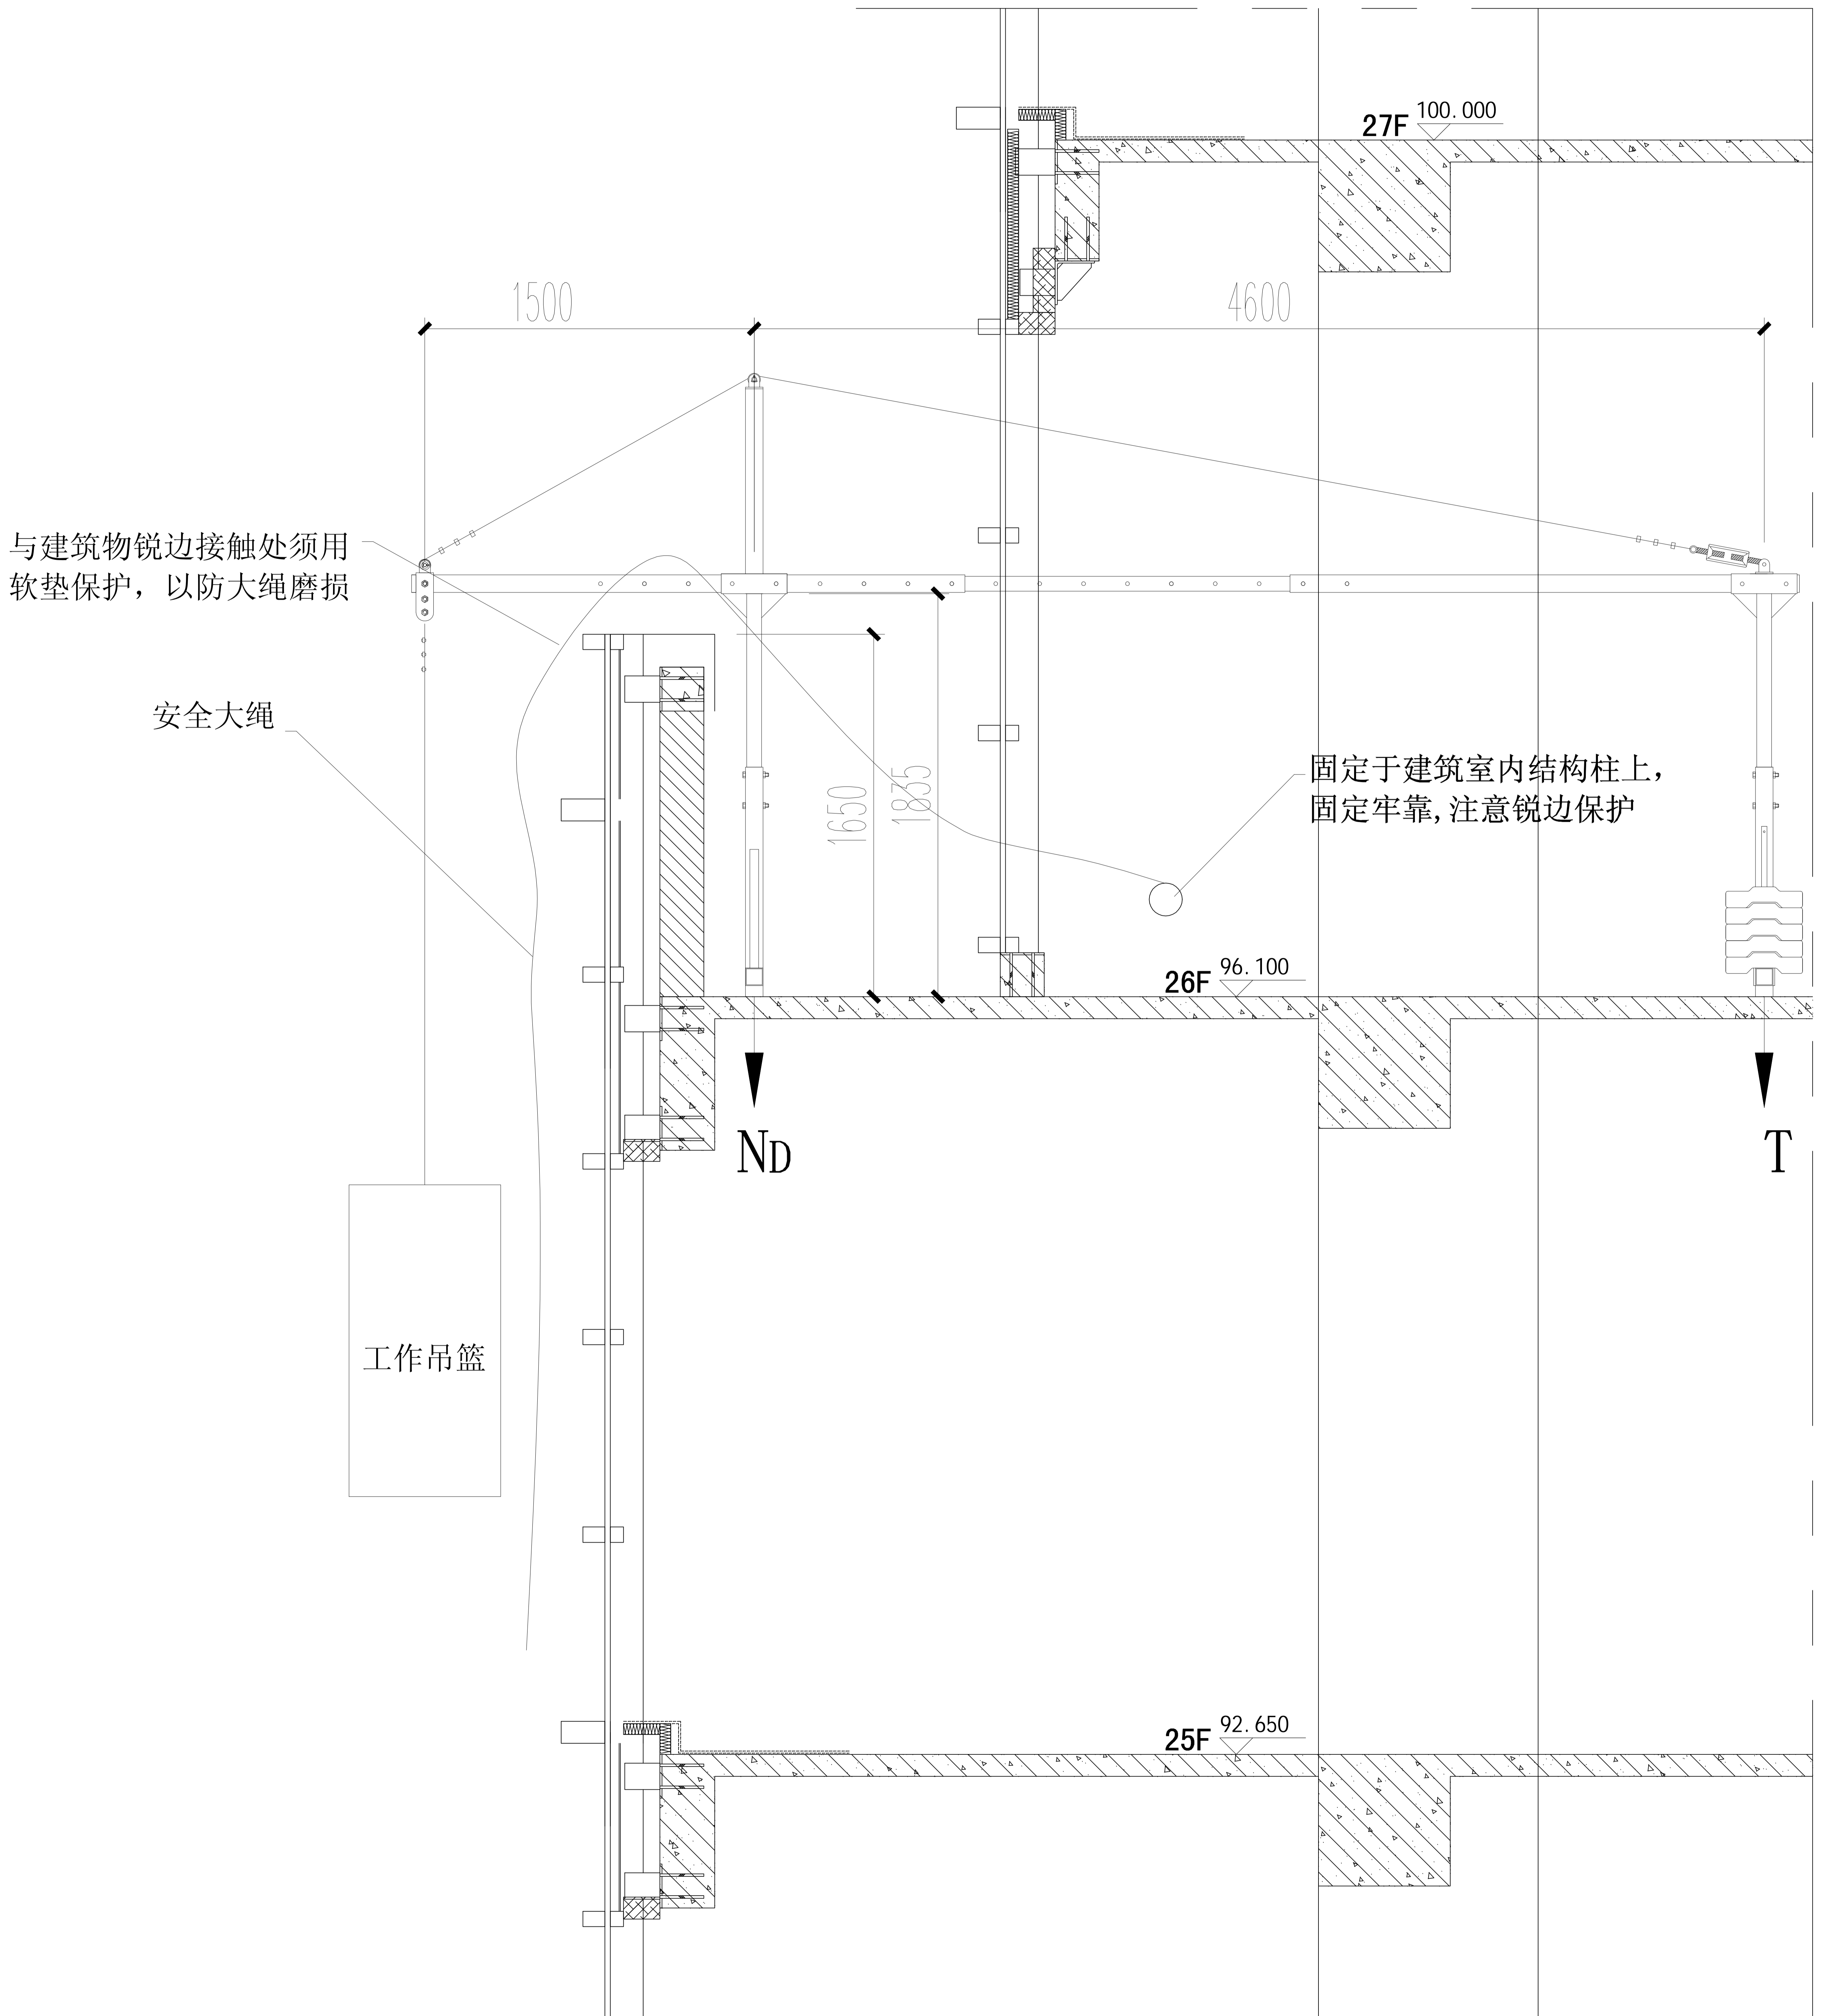 27F 100.000
1500
4600
与建筑物锐边接触处须用
软垫保护，以防大绳磨损
安全大绳
1650
1835
固定于建筑室内结构柱上，
固定牢靠,注意锐边保护
26F 96.100
ND
T
工作吊篮
25F 92.650